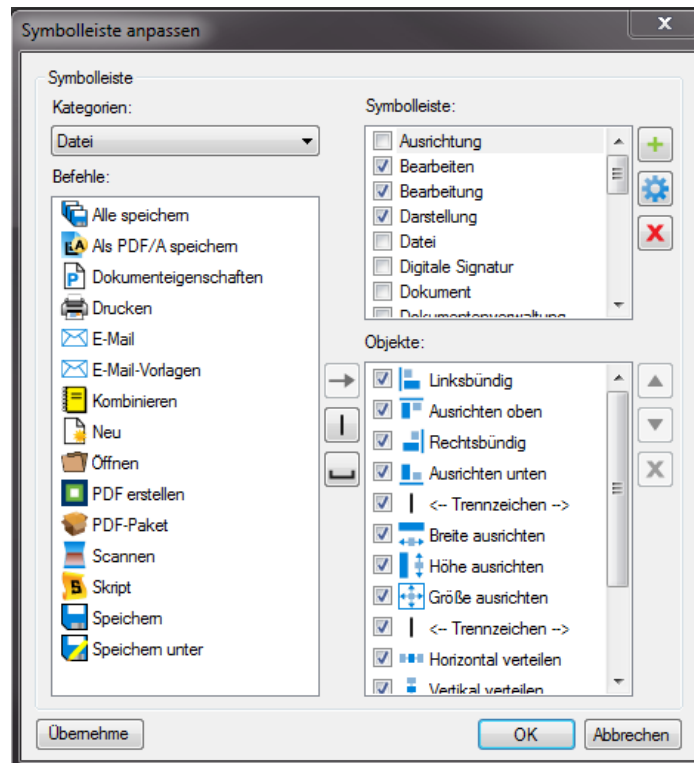 Symbolleiste anpassen
Symbolleiste
Kategorien:
Datei
Befehle:
Alle speichern
Als PDF/A speichern
Dokumenteigenschaften
Drucken
E-Mail
E-Mail-Vorlagen
Kombinieren
Neu
Öffnen
PDF erstellen
PDF-Paket
Scannen
Skript
Speichern
Speichern unter
Symbolleiste:
Ausrichtung
Bearbeiten
Bearbeitung
Darstellung
Datei
Digitale Signatur
Dokument
Dokumentenverwaltung
Objekte:
Linksbündig
Ausrichten oben
Rechtsbündig
Ausrichten unten
<-- Trennzeichen -->
Breite ausrichten
Höhe ausrichten
Größe ausrichten
<-- Trennzeichen -->
Horizontal verteilen
Vertikal verteilen
Übernehme
OK
Abbrechen